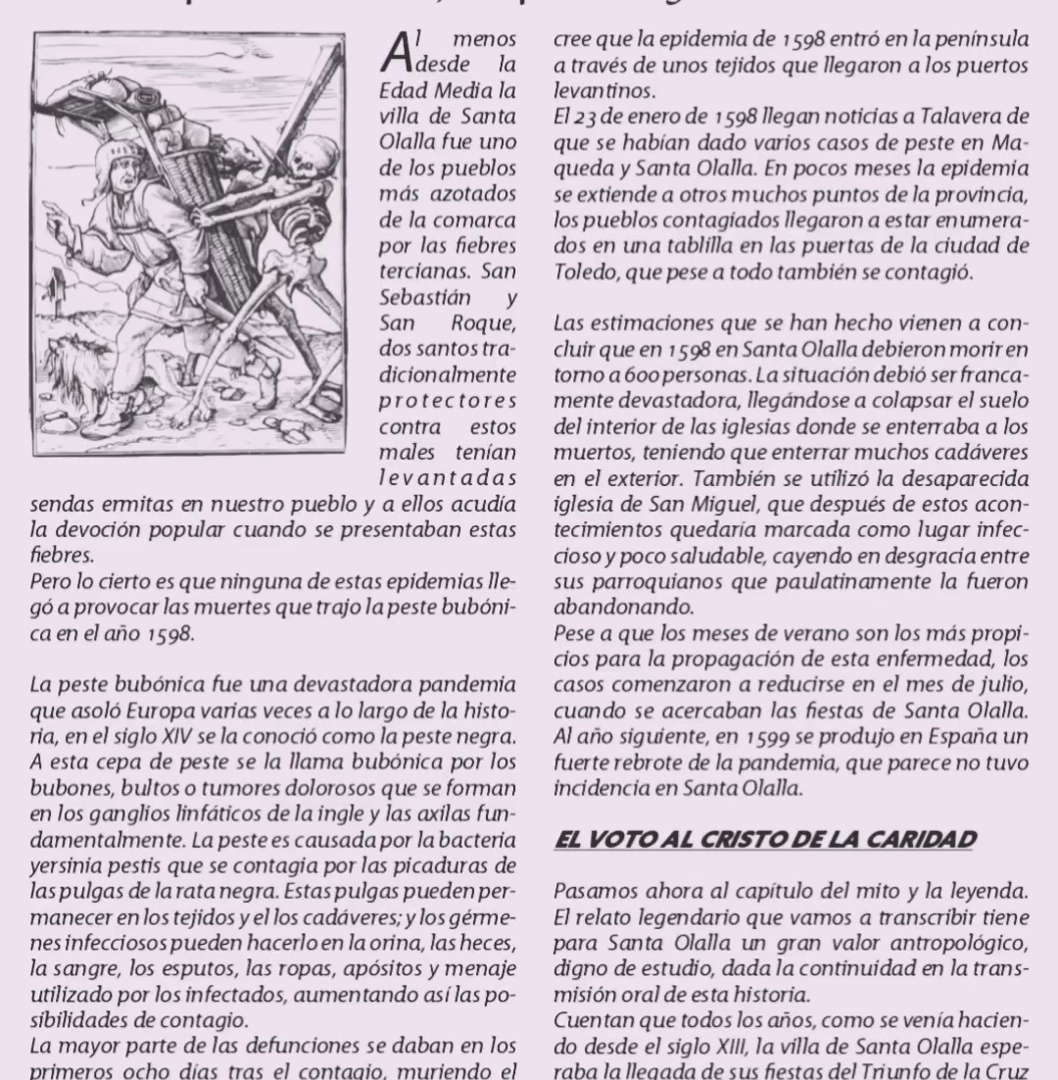 Al menos
desde la
Edad Media la
villa de Santa
Olalla fue uno
de los pueblos
más azotados
de la comarca
por las fiebres
tercianas. San
Sebastián y
San Roque,
dos santos tra-
dicionalmente
protectores
contra estos
males tenían
levantadas
sendas ermitas en nuestro pueblo y a ellos acudía
la devoción popular cuando se presentaban estas
fiebres.
Pero lo cierto es que ninguna de estas epidemias lle-
gó a provocar las muertes que trajo la peste bubóni-
ca en el año 1598.
La peste bubónica fue una devastadora pandemia
que asoló Europa varias veces a lo largo de la histo-
ria, en el siglo XIV se la conoció como la peste negra.
A esta cepa de peste se la llama bubónica por los
bubones, bultos o tumores dolorosos que se forman
en los ganglios linfáticos de la ingle y las axilas fun-
damentalmente. La peste es causada por la bacteria
yersinia pestis que se contagia por las picaduras de
las pulgas de la rata negra. Estas pulgas pueden per-
manecer en los tejidos y el los cadáveres; y los gérme-
nes infecciosos pueden hacerlo en la orina, las heces,
la sangre, los esputos, las ropas, apósitos y menaje
utilizado por los infectados, aumentando así las po-
sibilidades de contagio.
La mayor parte de las defunciones se daban en los
primeros ocho días tras el contagio, muriendo el
cree que la epidemia de 1598 entró en la península
a través de unos tejidos que llegaron a los puertos
levantinos.
El 23 de enero de 1598 llegan noticias a Talavera de
que se habían dado varios casos de peste en Ma-
queda y Santa Olalla. En pocos meses la epidemia
se extiende a otros muchos puntos de la provincia,
los pueblos contagiados llegaron a estar enumera-
dos en una tablilla en las puertas de la ciudad de
Toledo, que pese a todo también se contagió.
Las estimaciones que se han hecho vienen a con-
cluir que en 1598 en Santa Olalla debieron morir en
torno a 600 personas. La situación debió ser franca-
mente devastadora, llegándose a colapsar el suelo
del interior de las iglesias donde se enterraba a los
muertos, teniendo que enterrar muchos cadáveres
en el exterior. También se utilizó la desaparecida
iglesia de San Miguel, que después de estos acon-
tecimientos quedaría marcada como lugar infec-
cioso y poco saludable, cayendo en desgracia entre
sus parroquianos que paulatinamente la fueron
abandonando.
Pese a que los meses de verano son los más propi-
cios para la propagación de esta enfermedad, los
casos comenzaron a reducirse en el mes de julio,
cuando se acercaban las fiestas de Santa Olalla.
Al año siguiente, en 1599 se produjo en España un
fuerte rebrote de la pandemia, que parece no tuvo
incidencia en Santa Olalla.
EL VOTO AL CRISTO DE LA CARIDAD
Pasamos ahora al capítulo del mito y la leyenda.
El relato legendario que vamos a transcribir tiene
para Santa Olalla un gran valor antropológico,
digno de estudio, dada la continuidad en la trans-
misión oral de esta historia.
Cuentan que todos los años, como se venía hacien-
do desde el siglo XIII, la villa de Santa Olalla espe-
raba la llegada de sus fiestas del Triunfo de la Cruz